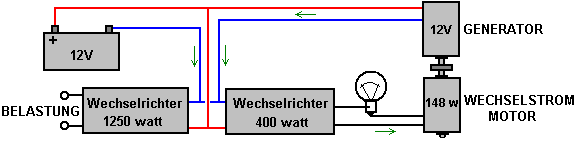 12V
GENERATOR
+
12V
BELASTUNG
Wechselrichter
1250 watt
Wechselrichter
400 watt
148 w
WECHSELSTROM
MOTOR